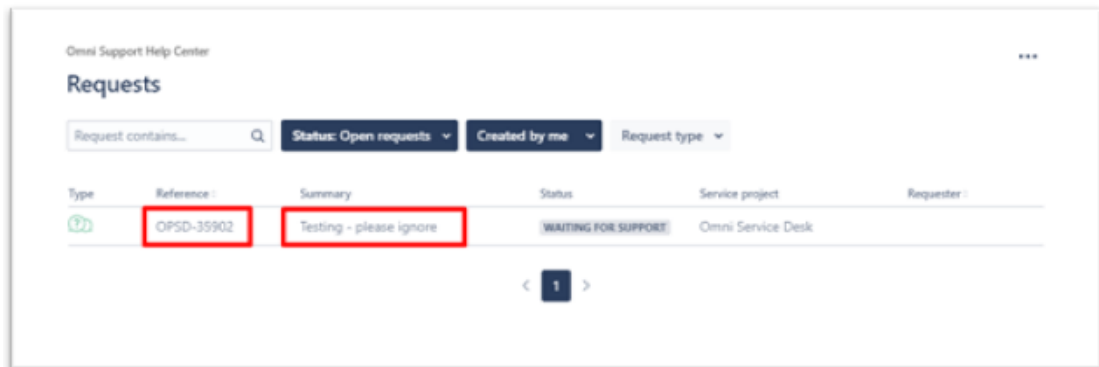 Omni Support Help Center
Requests
Request contains... Status: Open requests Created by me Request type
Type Reference Summary Status Service project Requester
OPSD-35902 Testing - please ignore WAITING FOR SUPPORT Omni Service Desk
1